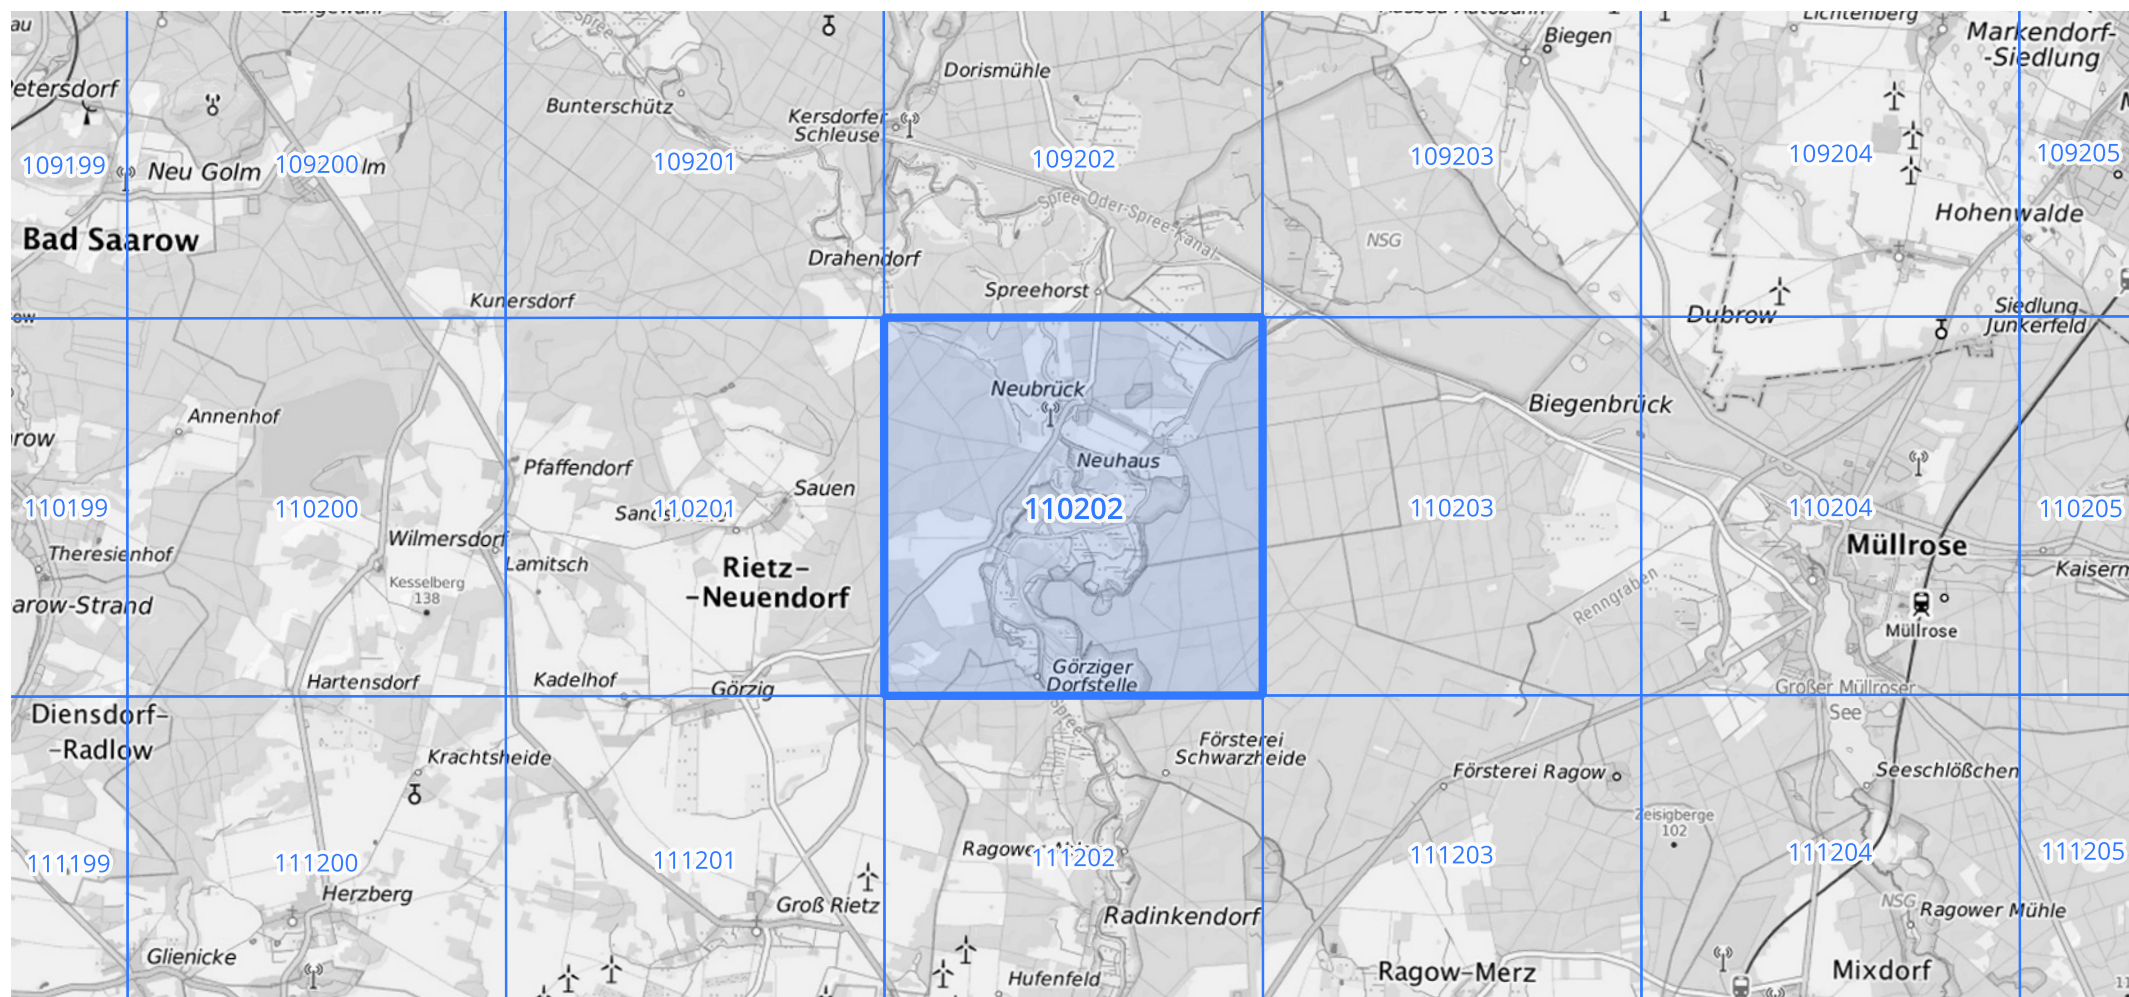 Spree
Lichtenberg
Biegen
Markendorf-
-Siedlung
Dorismühle
Bunterschütz
Kersdorfer
Schleuse
109199
Neu Golm
109200
109201
109202
109203
109204
109205
Bad Saarow
Spree Oder-Spree-Kanal
NSG
Hohenwalde
Drahendorf
Spreehorst
Kunersdorf
Dubrow
Siedlung
Junkerfeld
Annenhof
Neubrück
Biegenbrück
Pfaffendorf
Neuhaus
Sauen
110199
110200
110201
110202
110203
110204
110205
Wilmersdorf
Theresienhof
Lamitsch
Müllrose
Kesselberg
138
Rietz-
-Neuendorf
arow-Strand
Renngraben
Müllrose
Hartensdorf
Kadelhof
Görzig
Görziger
Dorfstelle
Großer Müllroser
See
Diensdorf-
-Radlow
Spree
Krachtsheide
Försterei
Schwarzheide
Försterei Ragow
Seeschlößchen
Zeisigberge
102
111199
111200
111201
111202
111203
111204
111205
Herzberg
Groß Rietz
Radinkendorf
NSG
Ragower Mühle
Glienicke
Hufenfeld
Ragow-Merz
Mixdorf